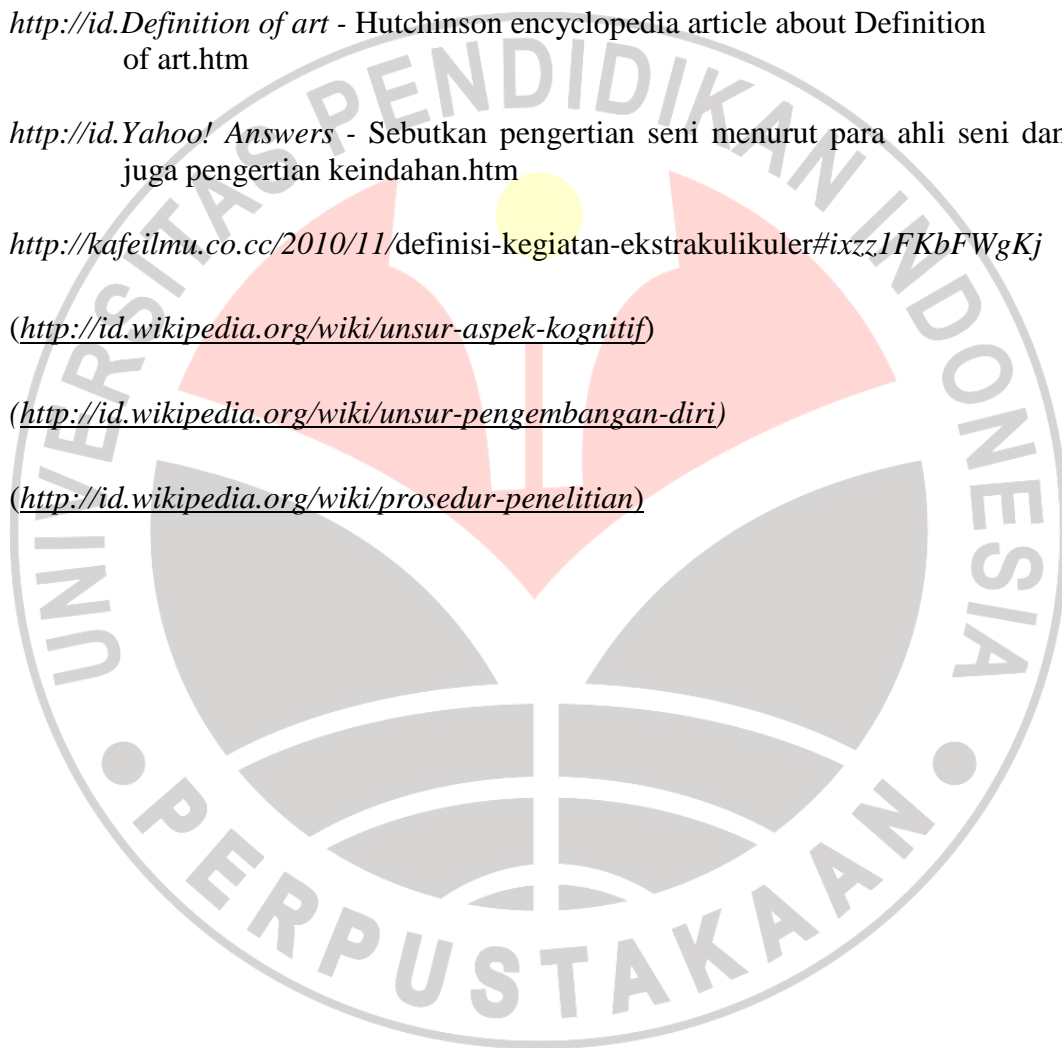 http://id.Definition of art - Hutchinson encyclopedia article about Definition
of art.htm
http://id.Yahoo! Answers - Sebutkan pengertian seni menurut para ahli seni dan
juga pengertian keindahan.htm
http://kafeilmu.co.cc/2010/11/definisi-kegiatan-ekstrakulikuler#ixzz1FKbFWgKj
(http://id.wikipedia.org/wiki/unsur-aspek-kognitif)
(http://id.wikipedia.org/wiki/unsur-pengembangan-diri)
(http://id.wikipedia.org/wiki/prosedur-penelitian)
UNIVERSITAS PENDIDIKAN INDONESIA
PERPUSTAKAAN